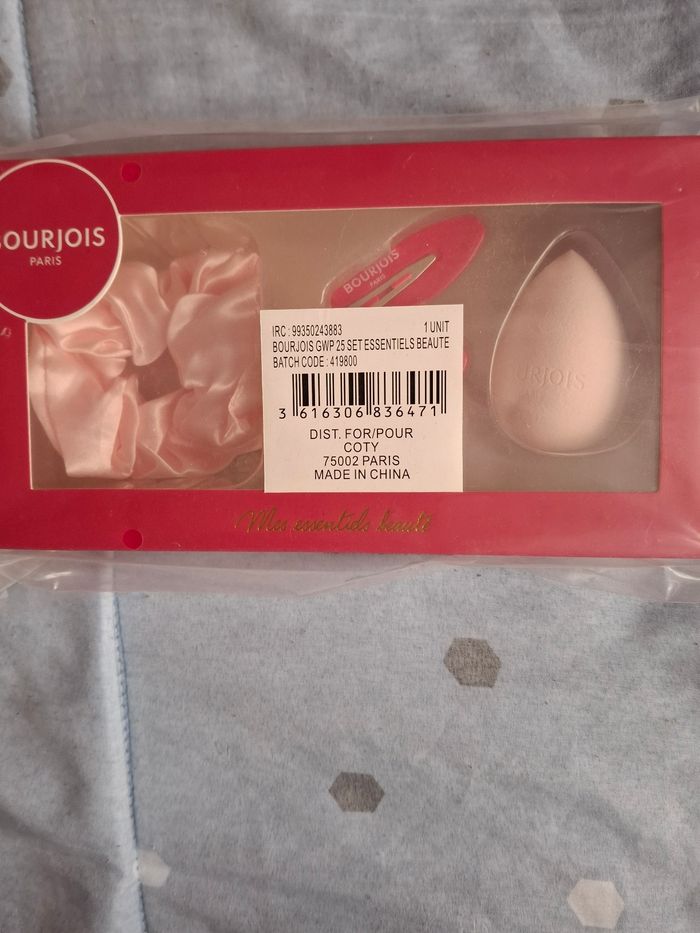 BOURJOIS
PARIS
BOURJOIS
PARIS
IRC : 99350243883 1 UNIT
BOURJOIS GWP 25 SET ESSENTIELS BEAUTE
BATCH CODE : 419800
3 616306 836471
DIST. FOR/POUR
COTY
75002 PARIS
MADE IN CHINA
URJOIS
Mes essentiels beauté